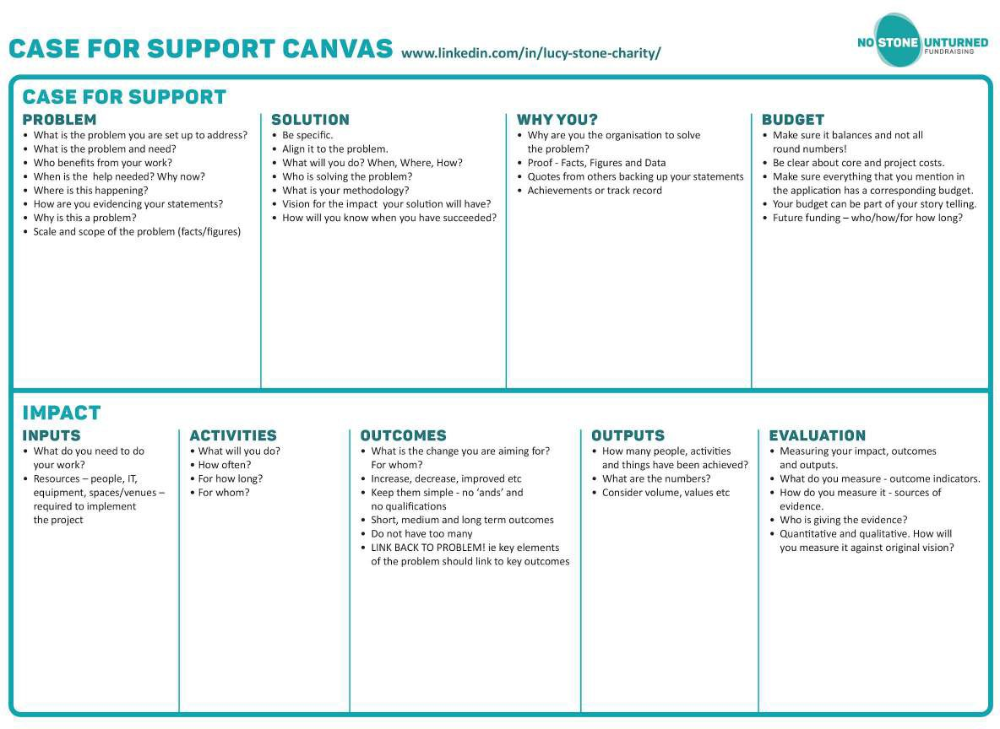 CASE FOR SUPPORT CANVAS www.linkedin.com/in/lucy-stone-charity/
NO STONE UNTURNED
FUNDRAISING
CASE FOR SUPPORT
PROBLEM
• What is the problem you are set up to address?
• What is the problem and need?
• Who benefits from your work?
• When is the  help needed? Why now?
• Where is this happening?
• How are you evidencing your statements?
• Why is this a problem?
• Scale and scope of the problem (facts/figures)
SOLUTION
• Be specific.
• Align it to the problem.
• What will you do? When, Where, How?
• Who is solving the problem?
• What is your methodology?
• Vision for the impact  your solution will have?
• How will you know when you have succeeded?
WHY YOU?
• Why are you the organisation to solve
the problem?
• Proof - Facts, Figures and Data
• Quotes from others backing up your statements
• Achievements or track record
BUDGET
• Make sure it balances and not all
round numbers!
• Be clear about core and project costs.
• Make sure everything that you mention in
the application has a corresponding budget.
• Your budget can be part of your story telling.
• Future funding – who/how/for how long?
IMPACT
INPUTS
• What do you need to do
your work?
• Resources – people, IT,
equipment, spaces/venues –
required to implement
the project
ACTIVITIES
• What will you do?
• How often?
• For how long?
• For whom?
OUTCOMES
• What is the change you are aiming for?
For whom?
• Increase, decrease, improved etc
• Keep them simple - no ‘ands’ and
no qualifications
• Short, medium and long term outcomes
• Do not have too many
• LINK BACK TO PROBLEM! ie key elements
of the problem should link to key outcomes
OUTPUTS
• How many people, activities
and things have been achieved?
• What are the numbers?
• Consider volume, values etc
EVALUATION
• Measuring your impact, outcomes
and outputs.
• What do you measure - outcome indicators.
• How do you measure it - sources of
evidence.
• Who is giving the evidence?
• Quantitative and qualitative. How will
you measure it against original vision?